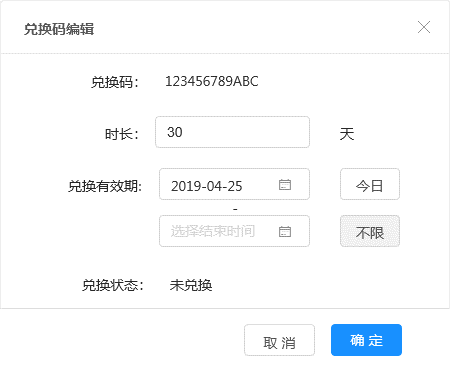 兑换码编辑
兑换码： 123456789ABC
时长： 30 天
兑换有效期: 2019-04-25 今日
-
选择结束时间 不限
兑换状态： 未兑换
取消 确定